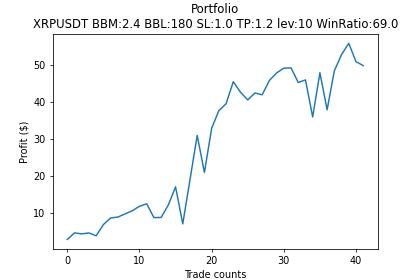 Portfolio
XRPUSDT BBM:2.4 BBL:180 SL:1.0 TP:1.2 lev:10 WinRatio:69.0
Profit ($)
50
40
30
20
10
0 10 20 30 40
Trade counts